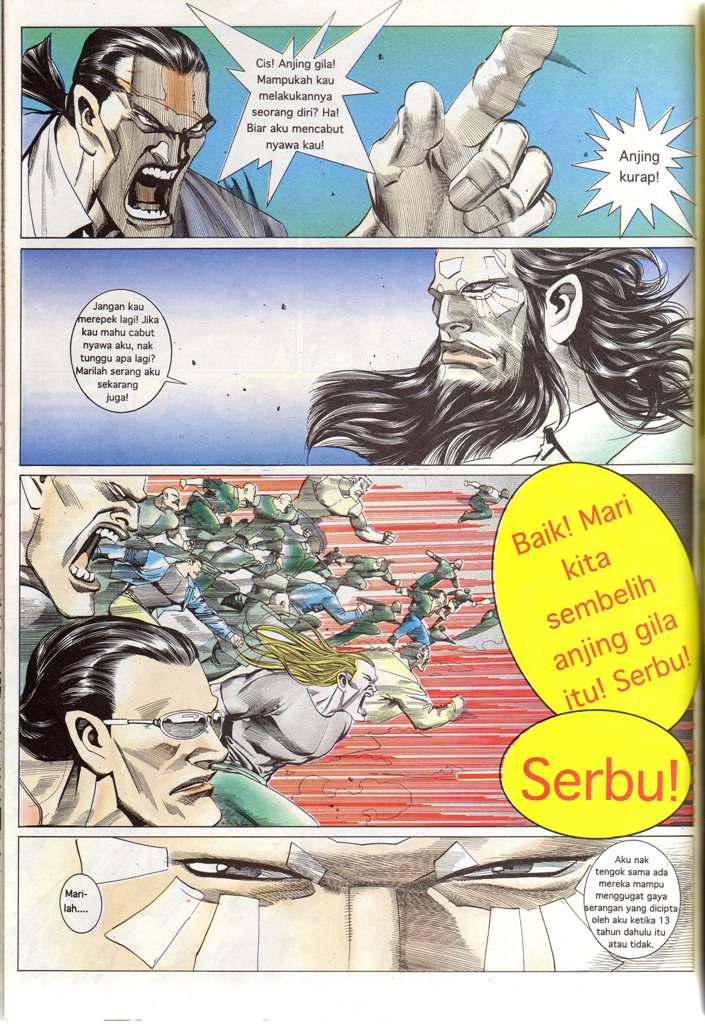 Cis! Anjing gila!
Mampukah kau
melakukannya
seorang diri? Ha!
Biar aku mencabut
nyawa kau!
Anjing
kurap!
Jangan kau
merepek lagi! Jika
kau mahu cabut
nyawa aku, nak
tunggu apa lagi?
Marilah serang aku
sekarang
juga!
Baik! Mari
kita
sembelih
anjing gila
itu! Serbu!
Serbu!
Mari-
lah....
Aku nak
tengok sama ada
mereka mampu
menggugat gaya
serangan yang dicipta
oleh aku ketika 13
tahun dahulu itu
atau tidak.